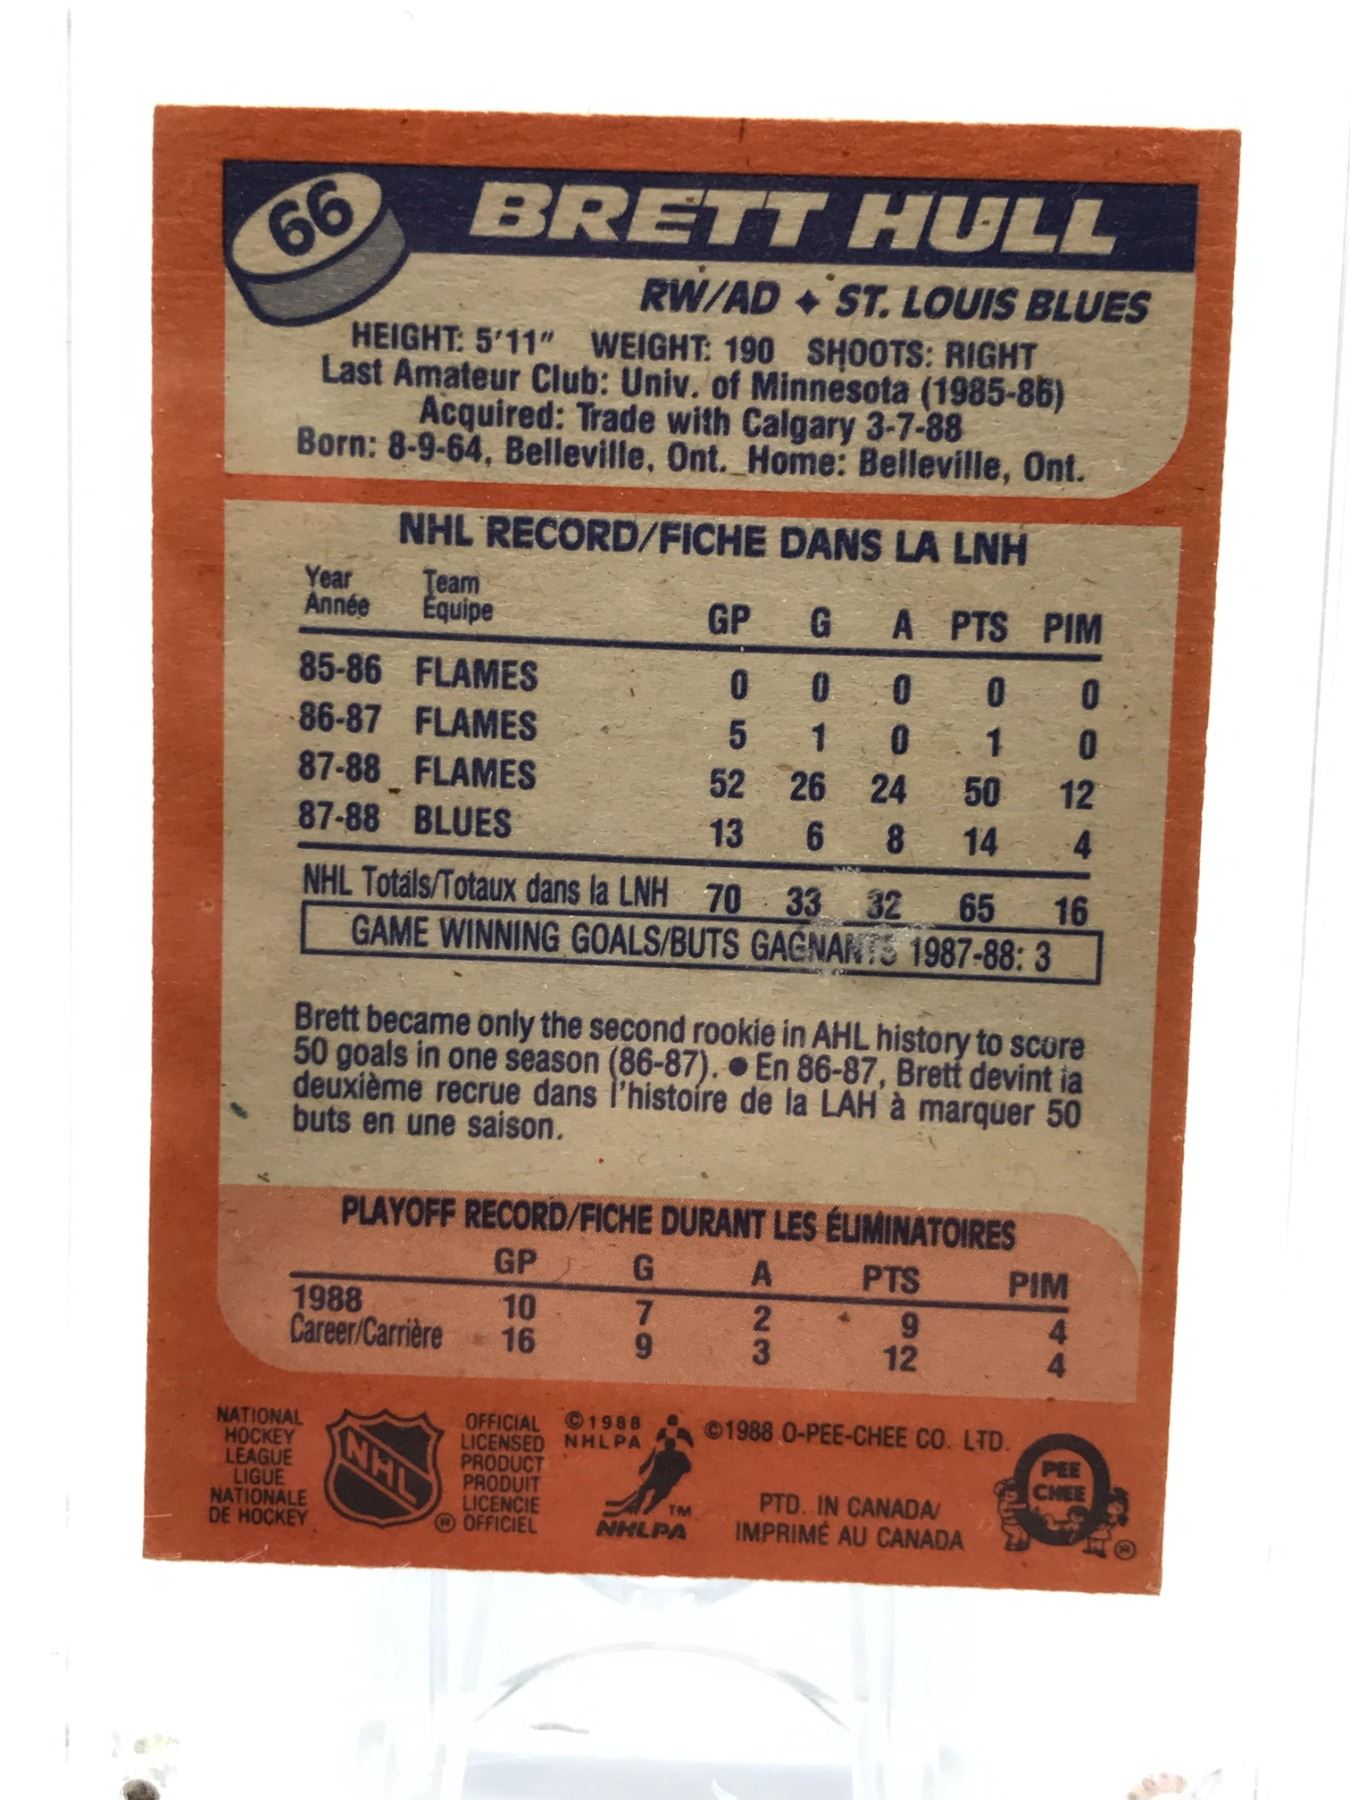 66 BRETT HULL
RW/AD ✦ ST. LOUIS BLUES
HEIGHT: 5'11" WEIGHT: 190 SHOOTS: RIGHT
Last Amateur Club: Univ. of Minnesota (1985-86)
Acquired: Trade with Calgary 3-7-88
Born: 8-9-64, Belleville, Ont. Home: Belleville, Ont.
NHL RECORD/FICHE DANS LA LNH
Year Team
Année Équipe GP G A PTS PIM
85-86 FLAMES 0 0 0 0 0
86-87 FLAMES 5 1 0 1 0
87-88 FLAMES 52 26 24 50 12
87-88 BLUES 13 6 8 14 4
NHL Totals/Totaux dans la LNH 70 33 32 65 16
GAME WINNING GOALS/BUTS GAGNANTS 1987-88: 3
Brett became only the second rookie in AHL history to score
50 goals in one season (86-87). ● En 86-87, Brett devint la
deuxième recrue dans l'histoire de la LAH à marquer 50
buts en une saison.
PLAYOFF RECORD/FICHE DURANT LES ÉLIMINATOIRES
GP G A PTS PIM
1988 10 7 2 9 4
Career/Carrière 16 9 3 12 4
NATIONAL
HOCKEY
LEAGUE
LIGUE
NATIONALE
DE HOCKEY
NHL
®
OFFICIAL
LICENSED
PRODUCT
PRODUIT
LICENCIE
OFFICIEL
©1988
NHLPA
TM
NHLPA
©1988 O-PEE-CHEE CO. LTD.
PTD. IN CANADA/
IMPRIMÉ AU CANADA
PEE
CHEE
®